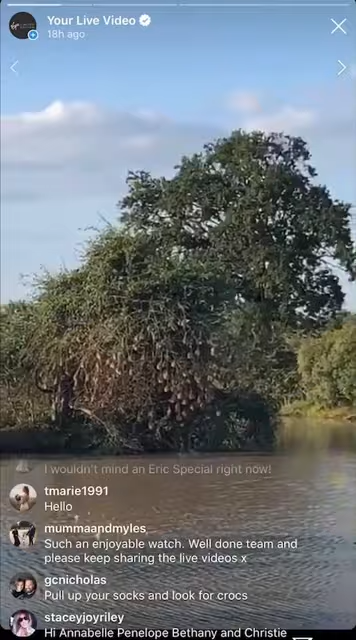 Your Live Video
18h ago
I wouldn't mind an Eric Special right now!
tmarie1991
Hello
mummaandmyles
Such an enjoyable watch. Well done team and
please keep sharing the live videos x
gcnicholas
Pull up your socks and look for crocs
staceyjoyriley
Hi Annabelle Penelope Bethany and Christie